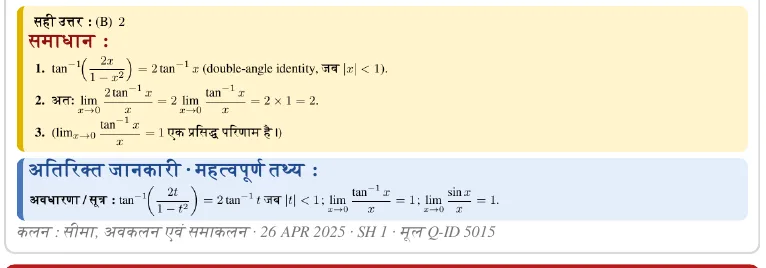 सही उत्तर : (B) 2
समाधान :
1. tan⁻¹(2x/(1 − x²)) = 2 tan⁻¹ x (double-angle identity, जब |x| < 1).
2. अतः lim_{x→0} (2 tan⁻¹ x)/x = 2 lim_{x→0} (tan⁻¹ x)/x = 2 × 1 = 2.
3. (lim_{x→0} (tan⁻¹ x)/x = 1 एक प्रसिद्ध परिणाम है।)
अतिरिक्त जानकारी · महत्वपूर्ण तथ्य :
अवधारणा / सूत्र : tan⁻¹(2t/(1 − t²)) = 2 tan⁻¹ t जब |t| < 1; lim_{x→0} (tan⁻¹ x)/x = 1; lim_{x→0} (sin x)/x = 1.
कलन : सीमा, अवकलन एवं समाकलन · 26 APR 2025 · SH 1 · मूल Q-ID 5015